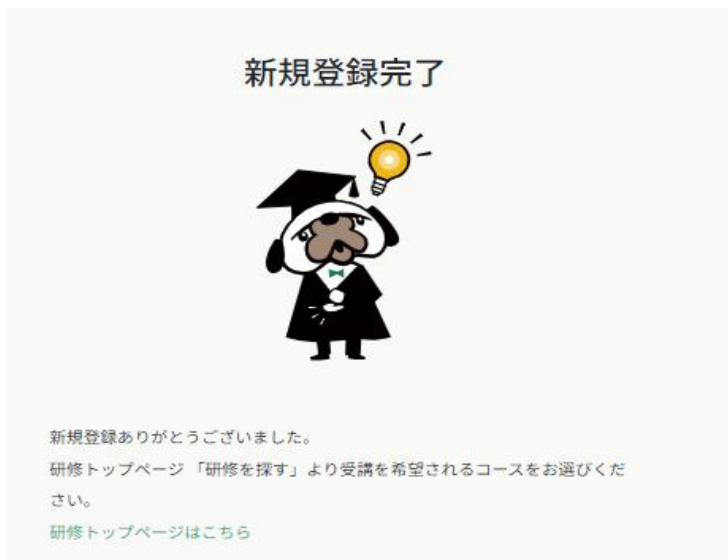 新規登録完了
新規登録ありがとうございました。
研修トップページ 「研修を探す」より受講を希望されるコースをお選びくだ
さい。
研修トップページはこちら